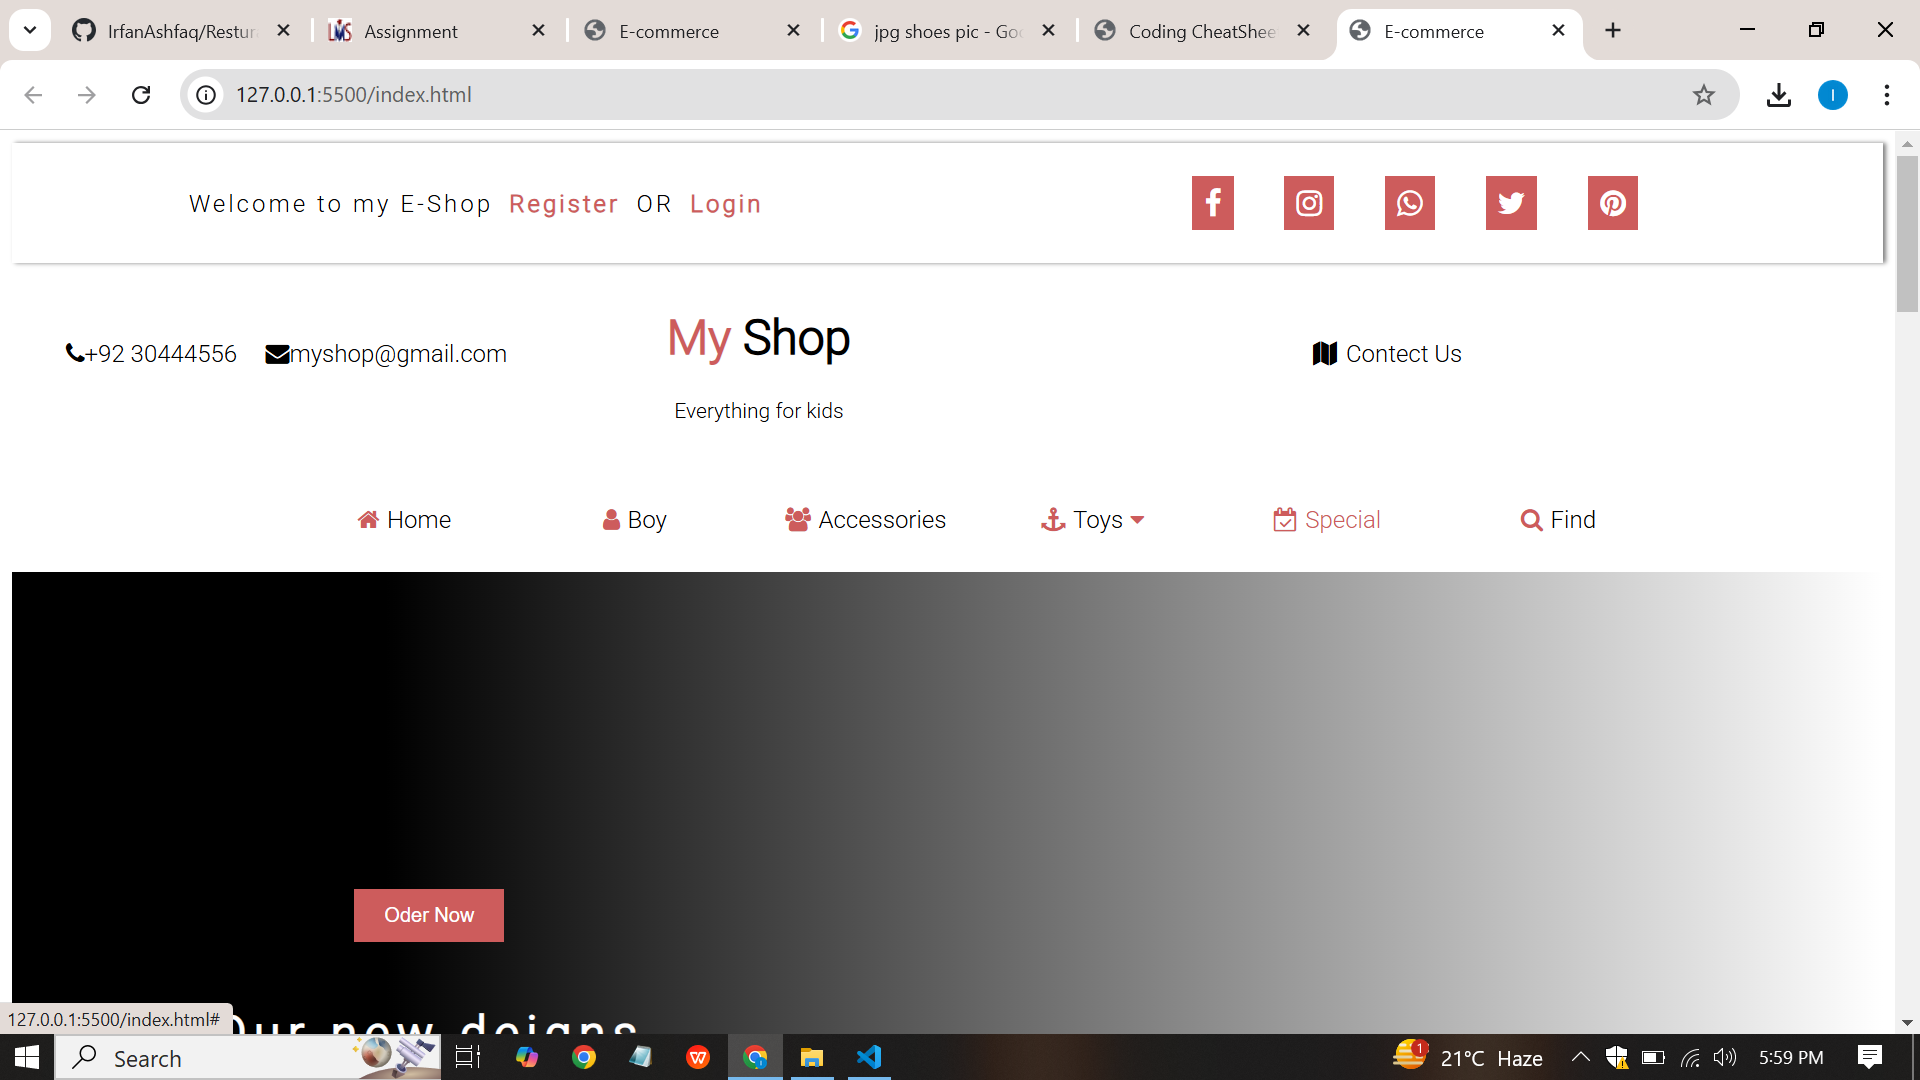 IrfanAshfaq/Restur
Assignment
E-commerce
jpg shoes pic - Goo
Coding CheatShee
E-commerce
127.0.0.1:5500/index.html
I
Welcome to my E-Shop Register OR Login
+92 30444556 myshop@gmail.com
My Shop
Contect Us
Everything for kids
Home Boy Accessories Toys Special Find
Oder Now
Our new deigns
127.0.0.1:5500/index.html#
Search
1
21°C Haze
5:59 PM